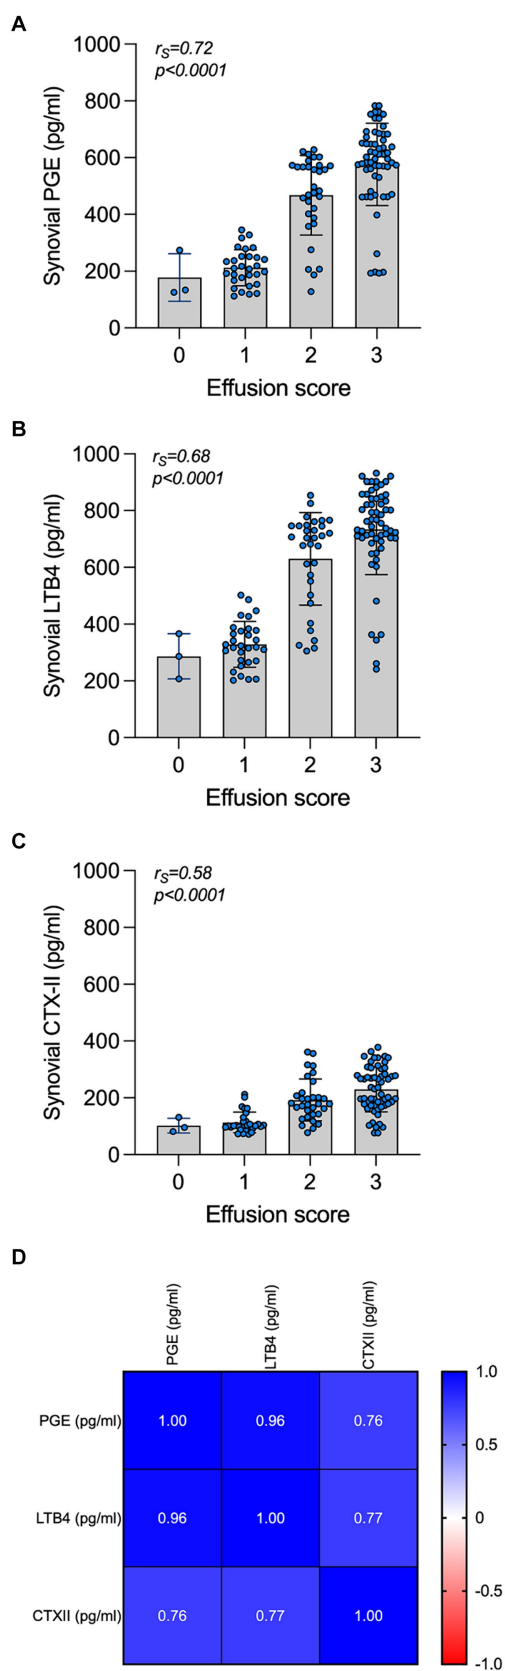 A
r_S=0.72
p<0.0001
Synovial PGE (pg/ml)
1000
800
600
400
200
0
0 1 2 3
Effusion score
B
r_S=0.68
p<0.0001
Synovial LTB4 (pg/ml)
1000
800
600
400
200
0
0 1 2 3
Effusion score
C
r_S=0.58
p<0.0001
Synovial CTX-II (pg/ml)
1000
800
600
400
200
0
0 1 2 3
Effusion score
D
PGE (pg/ml) LTB4 (pg/ml) CTXII (pg/ml)
PGE (pg/ml) 1.00 0.96 0.76
LTB4 (pg/ml) 0.96 1.00 0.77
CTXII (pg/ml) 0.76 0.77 1.00
1.0
0.5
0
-0.5
-1.0